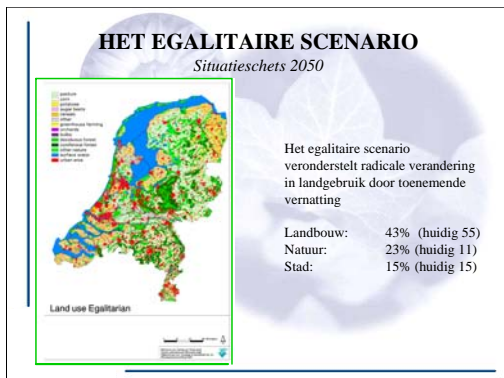 HET EGALITAIRE SCENARIO
Situatieschets 2050
pasture
corn
potatoes
sugar beets
cereals
other
greenhouse farming
orchards
bulbs
deciduous forest
coniferous forest
other nature
surface water
urban area
Land use Egalitarian
Het egalitaire scenario
veronderstelt radicale verandering
in landgebruik door toenemende
vernatting
Landbouw: 43% (huidig 55)
Natuur: 23% (huidig 11)
Stad: 15% (huidig 15)